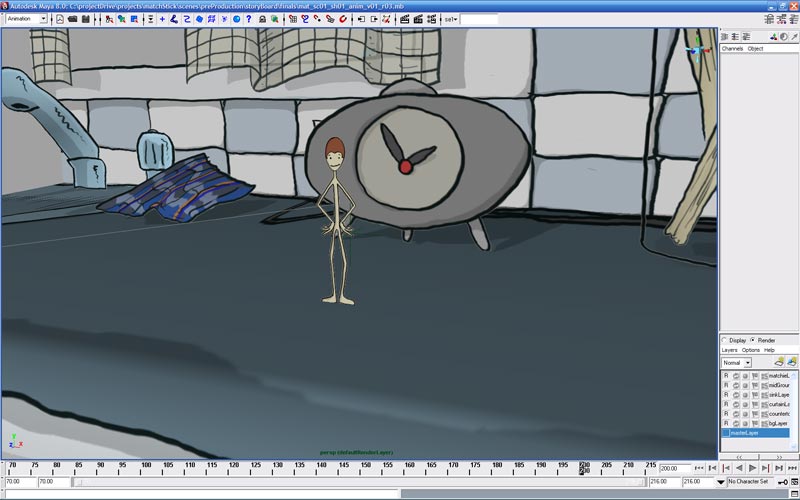 Autodesk Maya 8.0: C:\projectDrive\projects\matchStick\scenes\preProduction\storyBoard\finals\mat_sc01_sh01_anim_v01_r03.mb
Animation
sel
Channels Object
Display Render
Layers Options Help
Normal
R matchieL
R midGroun
R sinkLaye
R curtainLa
R counterto
R bgLayer
masterLayer
persp (defaultRenderLayer)
70 75 80 85 90 95 100 105 110 115 120 125 130 135 140 145 150 155 160 165 170 175 180 185 190 195 200 205 210 215 200.00
70.00 70.00 216.00 216.00 No Character Set